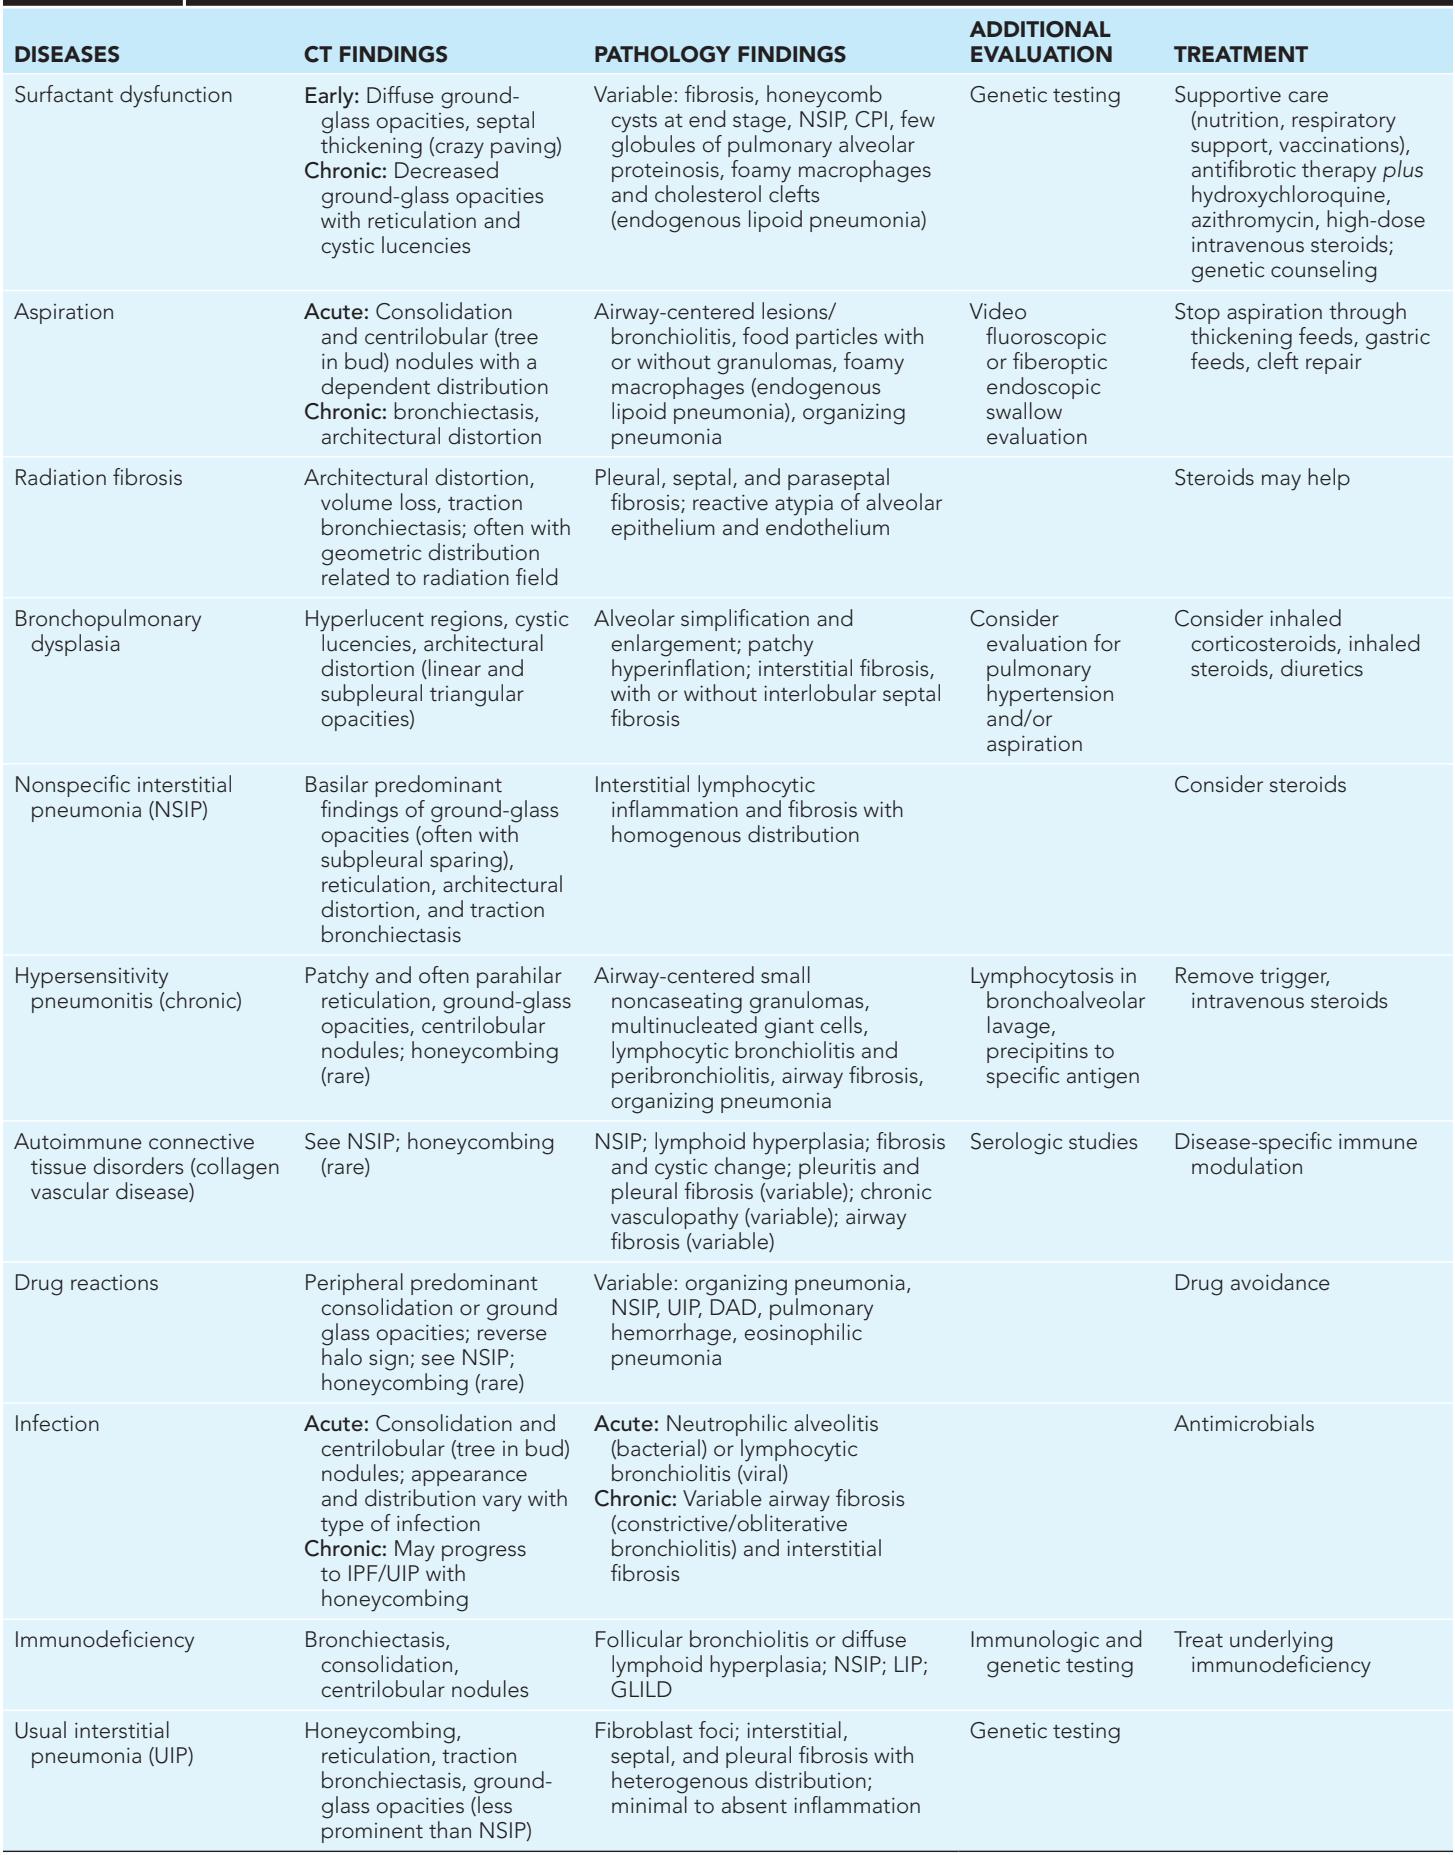 DISEASES
CT FINDINGS
PATHOLOGY FINDINGS
ADDITIONAL
EVALUATION
TREATMENT
Surfactant dysfunction
Early: Diffuse ground-
glass opacities, septal
thickening (crazy paving)
Chronic: Decreased
ground-glass opacities
with reticulation and
cystic lucencies
Variable: fibrosis, honeycomb
cysts at end stage, NSIP, CPI, few
globules of pulmonary alveolar
proteinosis, foamy macrophages
and cholesterol clefts
(endogenous lipoid pneumonia)
Genetic testing
Supportive care
(nutrition, respiratory
support, vaccinations),
antifibrotic therapy plus
hydroxychloroquine,
azithromycin, high-dose
intravenous steroids;
genetic counseling
Aspiration
Acute: Consolidation
and centrilobular (tree
in bud) nodules with a
dependent distribution
Chronic: bronchiectasis,
architectural distortion
Airway-centered lesions/
bronchiolitis, food particles with
or without granulomas, foamy
macrophages (endogenous
lipoid pneumonia), organizing
pneumonia
Video
fluoroscopic
or fiberoptic
endoscopic
swallow
evaluation
Stop aspiration through
thickening feeds, gastric
feeds, cleft repair
Radiation fibrosis
Architectural distortion,
volume loss, traction
bronchiectasis; often with
geometric distribution
related to radiation field
Pleural, septal, and paraseptal
fibrosis; reactive atypia of alveolar
epithelium and endothelium
Steroids may help
Bronchopulmonary
dysplasia
Hyperlucent regions, cystic
lucencies, architectural
distortion (linear and
subpleural triangular
opacities)
Alveolar simplification and
enlargement; patchy
hyperinflation; interstitial fibrosis,
with or without interlobular septal
fibrosis
Consider
evaluation for
pulmonary
hypertension
and/or
aspiration
Consider inhaled
corticosteroids, inhaled
steroids, diuretics
Nonspecific interstitial
pneumonia (NSIP)
Basilar predominant
findings of ground-glass
opacities (often with
subpleural sparing),
reticulation, architectural
distortion, and traction
bronchiectasis
Interstitial lymphocytic
inflammation and fibrosis with
homogenous distribution
Consider steroids
Hypersensitivity
pneumonitis (chronic)
Patchy and often parahilar
reticulation, ground-glass
opacities, centrilobular
nodules; honeycombing
(rare)
Airway-centered small
noncaseating granulomas,
multinucleated giant cells,
lymphocytic bronchiolitis and
peribronchiolitis, airway fibrosis,
organizing pneumonia
Lymphocytosis in
bronchoalveolar
lavage,
precipitins to
specific antigen
Remove trigger,
intravenous steroids
Autoimmune connective
tissue disorders (collagen
vascular disease)
See NSIP; honeycombing
(rare)
NSIP; lymphoid hyperplasia; fibrosis
and cystic change; pleuritis and
pleural fibrosis (variable); chronic
vasculopathy (variable); airway
fibrosis (variable)
Serologic studies
Disease-specific immune
modulation
Drug reactions
Peripheral predominant
consolidation or ground
glass opacities; reverse
halo sign; see NSIP;
honeycombing (rare)
Variable: organizing pneumonia,
NSIP, UIP, DAD, pulmonary
hemorrhage, eosinophilic
pneumonia
Drug avoidance
Infection
Acute: Consolidation and
centrilobular (tree in bud)
nodules; appearance
and distribution vary with
type of infection
Chronic: May progress
to IPF/UIP with
honeycombing
Acute: Neutrophilic alveolitis
(bacterial) or lymphocytic
bronchiolitis (viral)
Chronic: Variable airway fibrosis
(constrictive/obliterative
bronchiolitis) and interstitial
fibrosis
Antimicrobials
Immunodeficiency
Bronchiectasis,
consolidation,
centrilobular nodules
Follicular bronchiolitis or diffuse
lymphoid hyperplasia; NSIP; LIP;
GLILD
Immunologic and
genetic testing
Treat underlying
immunodeficiency
Usual interstitial
pneumonia (UIP)
Honeycombing,
reticulation, traction
bronchiectasis, ground-
glass opacities (less
prominent than NSIP)
Fibroblast foci; interstitial,
septal, and pleural fibrosis with
heterogenous distribution;
minimal to absent inflammation
Genetic testing